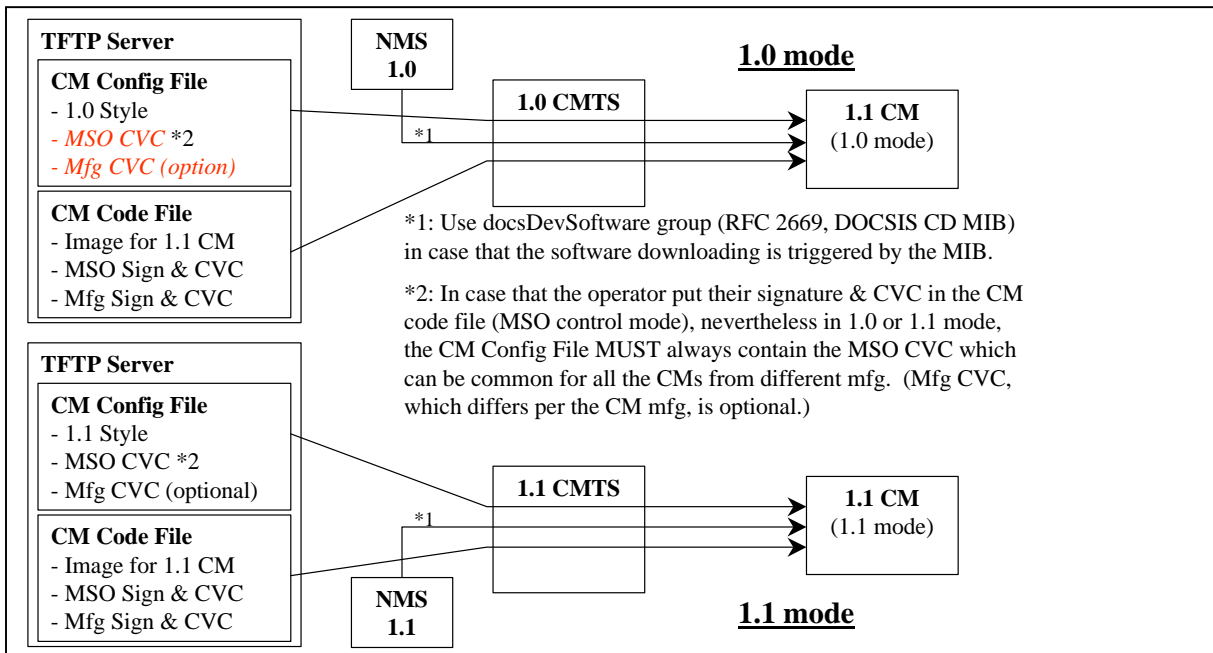 TFTP Server
CM Config File
- 1.0 Style
- MSO CVC *2
- Mfg CVC (option)
CM Code File
- Image for 1.1 CM
- MSO Sign & CVC
- Mfg Sign & CVC
NMS
1.0
*1
1.0 CMTS
1.0 mode
1.1 CM
(1.0 mode)
*1: Use docsDevSoftware group (RFC 2669, DOCSIS CD MIB)
in case that the software downloading is triggered by the MIB.
*2: In case that the operator put their signature & CVC in the CM
code file (MSO control mode), nevertheless in 1.0 or 1.1 mode,
the CM Config File MUST always contain the MSO CVC which
can be common for all the CMs from different mfg. (Mfg CVC,
which differs per the CM mfg, is optional.)
TFTP Server
CM Config File
- 1.1 Style
- MSO CVC *2
- Mfg CVC (optional)
CM Code File
- Image for 1.1 CM
- MSO Sign & CVC
- Mfg Sign & CVC
*1
NMS
1.1
1.1 CMTS
1.1 CM
(1.1 mode)
1.1 mode